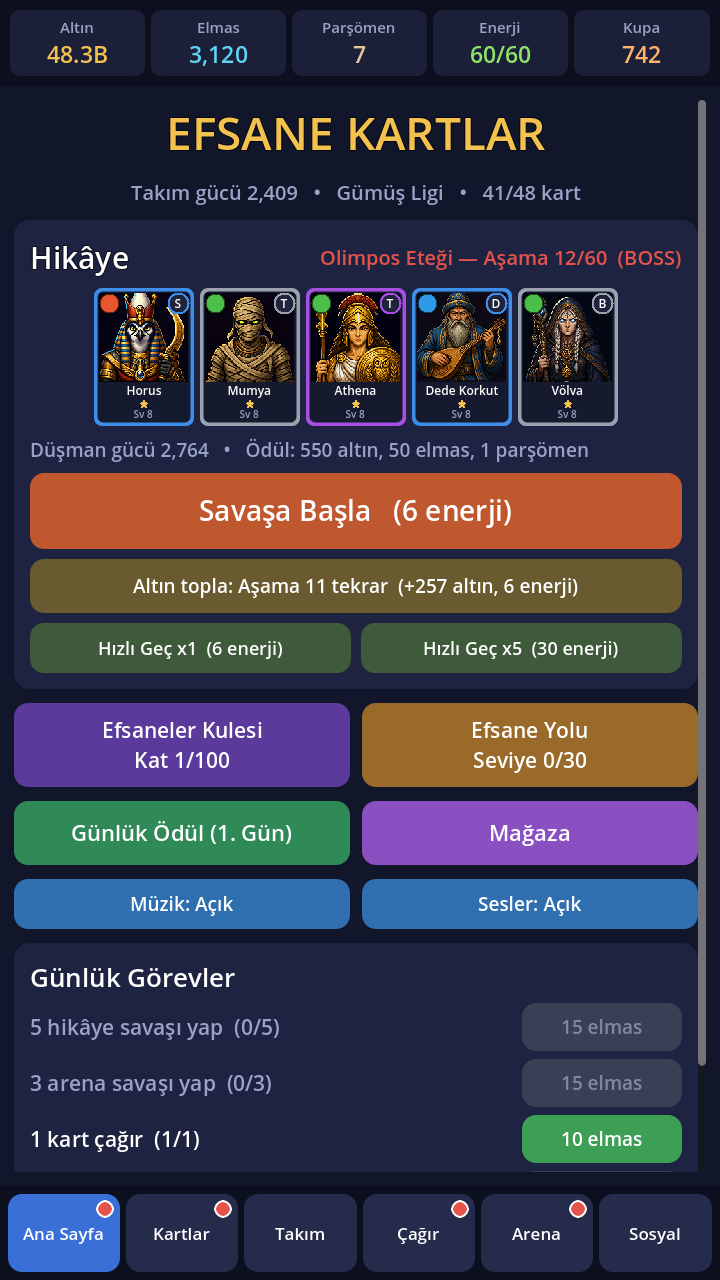 Altın Elmas Parşömen Enerji Kupa
48.3B 3,120 7 60/60 742
EFSANE KARTLAR
Takım gücü 2,409 • Gümüş Ligi • 41/48 kart
Hikâye Olimpos Eteği — Aşama 12/60 (BOSS)
S T T D B
Horus Mumya Athena Dede Korkut Völva
Sv 8 Sv 8 Sv 8 Sv 8 Sv 8
Düşman gücü 2,764 • Ödül: 550 altın, 50 elmas, 1 parşömen
Savaşa Başla (6 enerji)
Altın topla: Aşama 11 tekrar (+257 altın, 6 enerji)
Hızlı Geç x1 (6 enerji) Hızlı Geç x5 (30 enerji)
Efsaneler Kulesi
Kat 1/100
Efsane Yolu
Seviye 0/30
Günlük Ödül (1. Gün) Mağaza
Müzik: Açık Sesler: Açık
Günlük Görevler
5 hikâye savaşı yap (0/5) 15 elmas
3 arena savaşı yap (0/3) 15 elmas
1 kart çağır (1/1) 10 elmas
Ana Sayfa Kartlar Takım Çağır Arena Sosyal